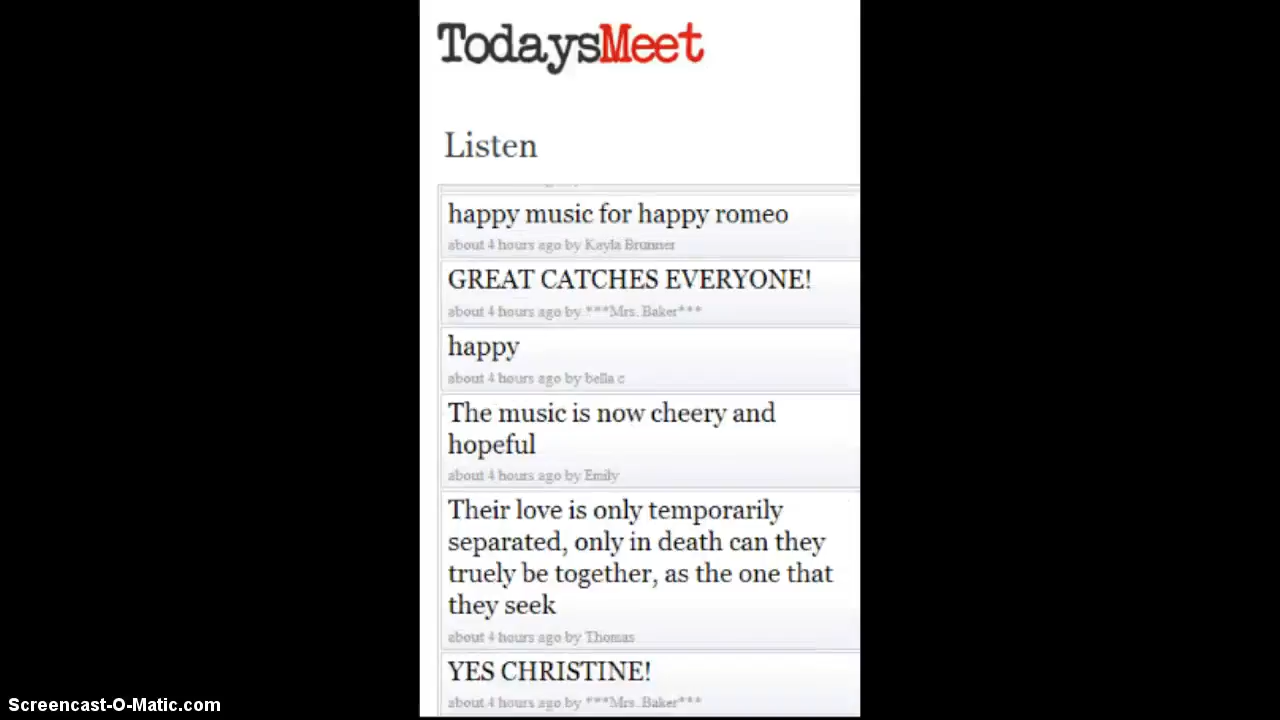 TodaysMeet
Listen
happy music for happy romeo
about 4 hours ago by Kayla Brunner
GREAT CATCHES EVERYONE!
about 4 hours ago by ***Mrs. Baker***
happy
about 4 hours ago by bella c
The music is now cheery and
hopeful
about 4 hours ago by Emily
Their love is only temporarily
separated, only in death can they
truely be together, as the one that
they seek
about 4 hours ago by Thomas
YES CHRISTINE!
about 4 hours ago by ***Mrs. Baker***
Screencast-O-Matic.com